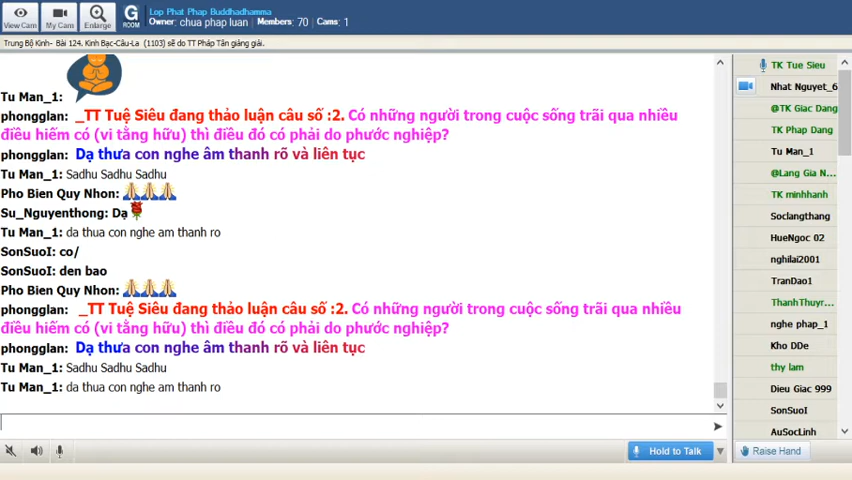 View Cam
My Cam
Enlarge
G
ROOM
Lop Phat Phap Buddhadhamma
Owner: chua phap luan Members: 70 Cams: 1
Trung Bộ Kinh- Bài 124. Kinh Bạc-Câu-La (1103) sẽ do TT Pháp Tân giảng giải.
Tu Man_1:
phongglan: _TT Tuệ Siêu đang thảo luận câu số :2. Có những người trong cuộc sống trãi qua nhiều
điều hiếm có (vi tằng hữu) thì điều đó có phải do phước nghiệp?
phongglan: Dạ thưa con nghe âm thanh rõ và liên tục
Tu Man_1: Sadhu Sadhu Sadhu
Pho Bien Quy Nhon:
Su_Nguyenthong: Dạ
Tu Man_1: da thua con nghe am thanh ro
SonSuoI: co/
SonSuoI: den bao
Pho Bien Quy Nhon:
phongglan: _TT Tuệ Siêu đang thảo luận câu số :2. Có những người trong cuộc sống trãi qua nhiều
điều hiếm có (vi tằng hữu) thì điều đó có phải do phước nghiệp?
phongglan: Dạ thưa con nghe âm thanh rõ và liên tục
Tu Man_1: Sadhu Sadhu Sadhu
Tu Man_1: da thua con nghe am thanh ro
Hold to Talk
TK Tue Sieu
Nhat Nguyet_6
@TK Giac Dang
TK Phap Dang
Tu Man_1
@Lang Gia N...
TK minhhanh
Soclangthang
HueNgoc 02
nghilai2001
TranDao1
ThanhThuyr...
nghe phap_1
Kho DDe
thy lam
Dieu Giac 999
SonSuoI
AuSocLinh
Raise Hand